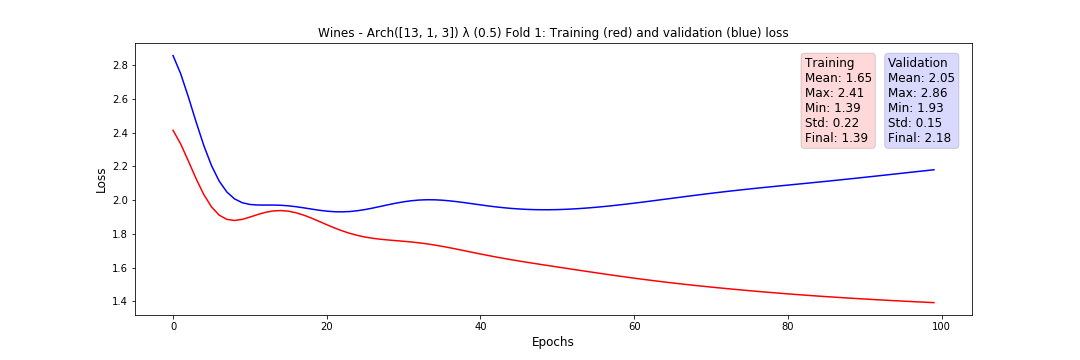 Wines - Arch([13, 1, 3]) λ (0.5) Fold 1: Training (red) and validation (blue) loss
Training
Mean: 1.65
Max: 2.41
Min: 1.39
Std: 0.22
Final: 1.39
Validation
Mean: 2.05
Max: 2.86
Min: 1.93
Std: 0.15
Final: 2.18
Loss
2.8
2.6
2.4
2.2
2.0
1.8
1.6
1.4
0 20 40 60 80 100
Epochs